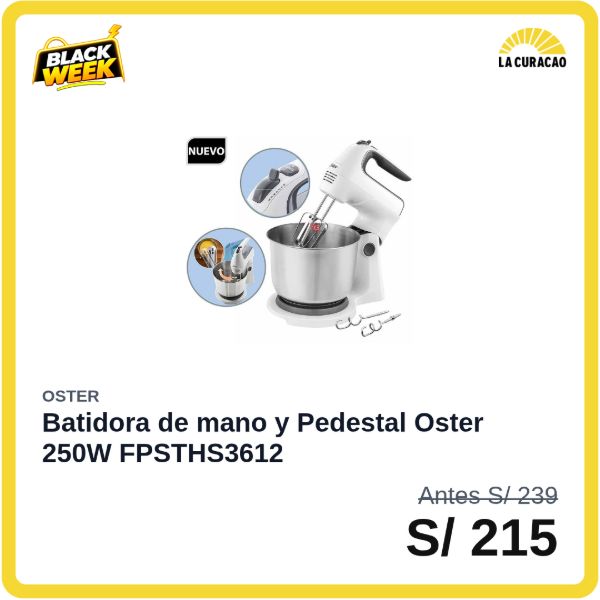 BLACK
WEEK
LA CURACAO
NUEVO
OSTER
Batidora de mano y Pedestal Oster
250W FPSTHS3612
Antes S/ 239
S/ 215